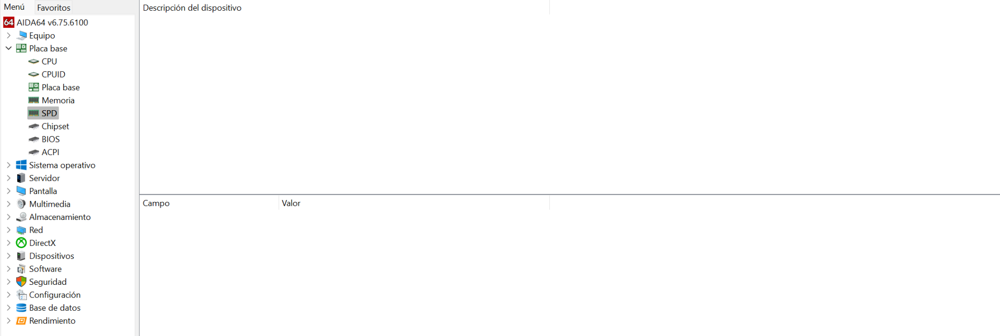 Menú Favoritos
64 AIDA64 v6.75.6100
Equipo
Placa base
CPU
CPUID
Placa base
Memoria
SPD
Chipset
BIOS
ACPI
Sistema operativo
Servidor
Pantalla
Multimedia
Almacenamiento
Red
DirectX
Dispositivos
Software
Seguridad
Configuración
Base de datos
Rendimiento
Descripción del dispositivo
Campo Valor